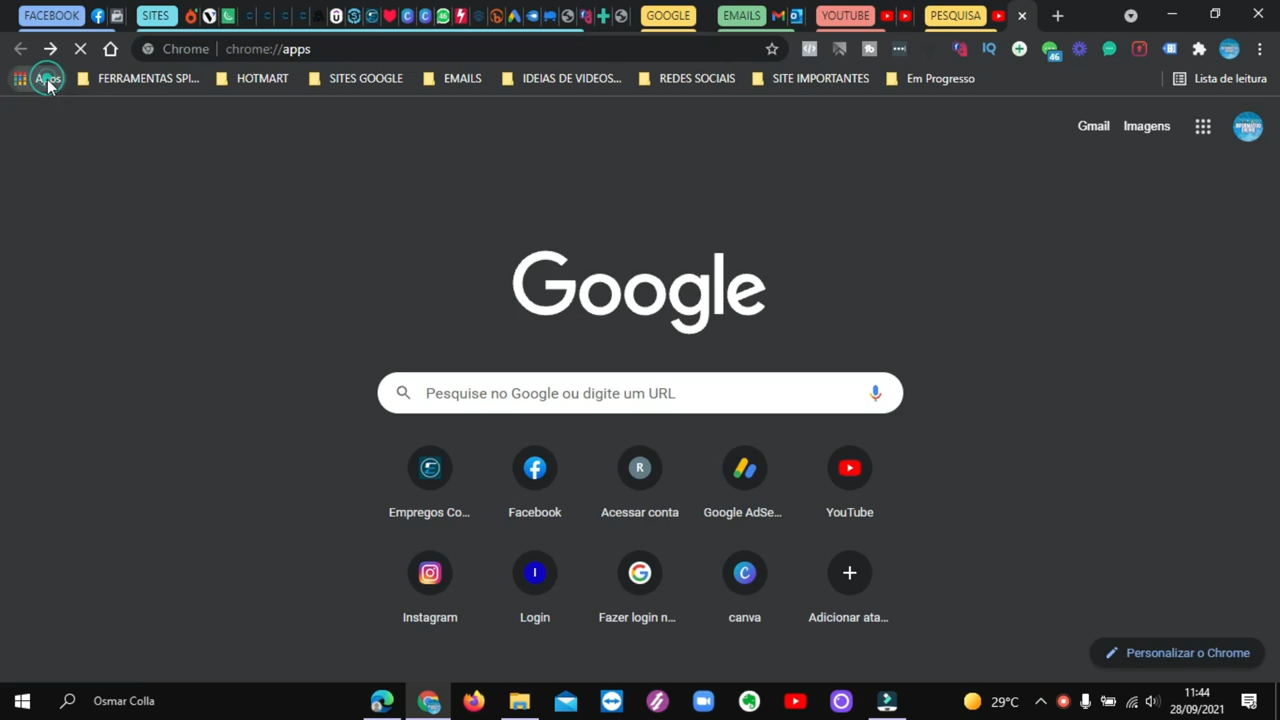 FACEBOOK SITES GOOGLE EMAILS YOUTUBE PESQUISA
Chrome chrome://apps
46
Apps FERRAMENTAS SPI... HOTMART SITES GOOGLE EMAILS IDEIAS DE VIDEOS... REDES SOCIAIS SITE IMPORTANTES Em Progresso Lista de leitura
Gmail Imagens
Google
Pesquise no Google ou digite um URL
R
Empregos Co... Facebook Acessar conta Google AdSe... YouTube
I
Instagram Login Fazer login n... canva Adicionar ata...
Personalizar o Chrome
Osmar Colla
29°C
11:44
28/09/2021